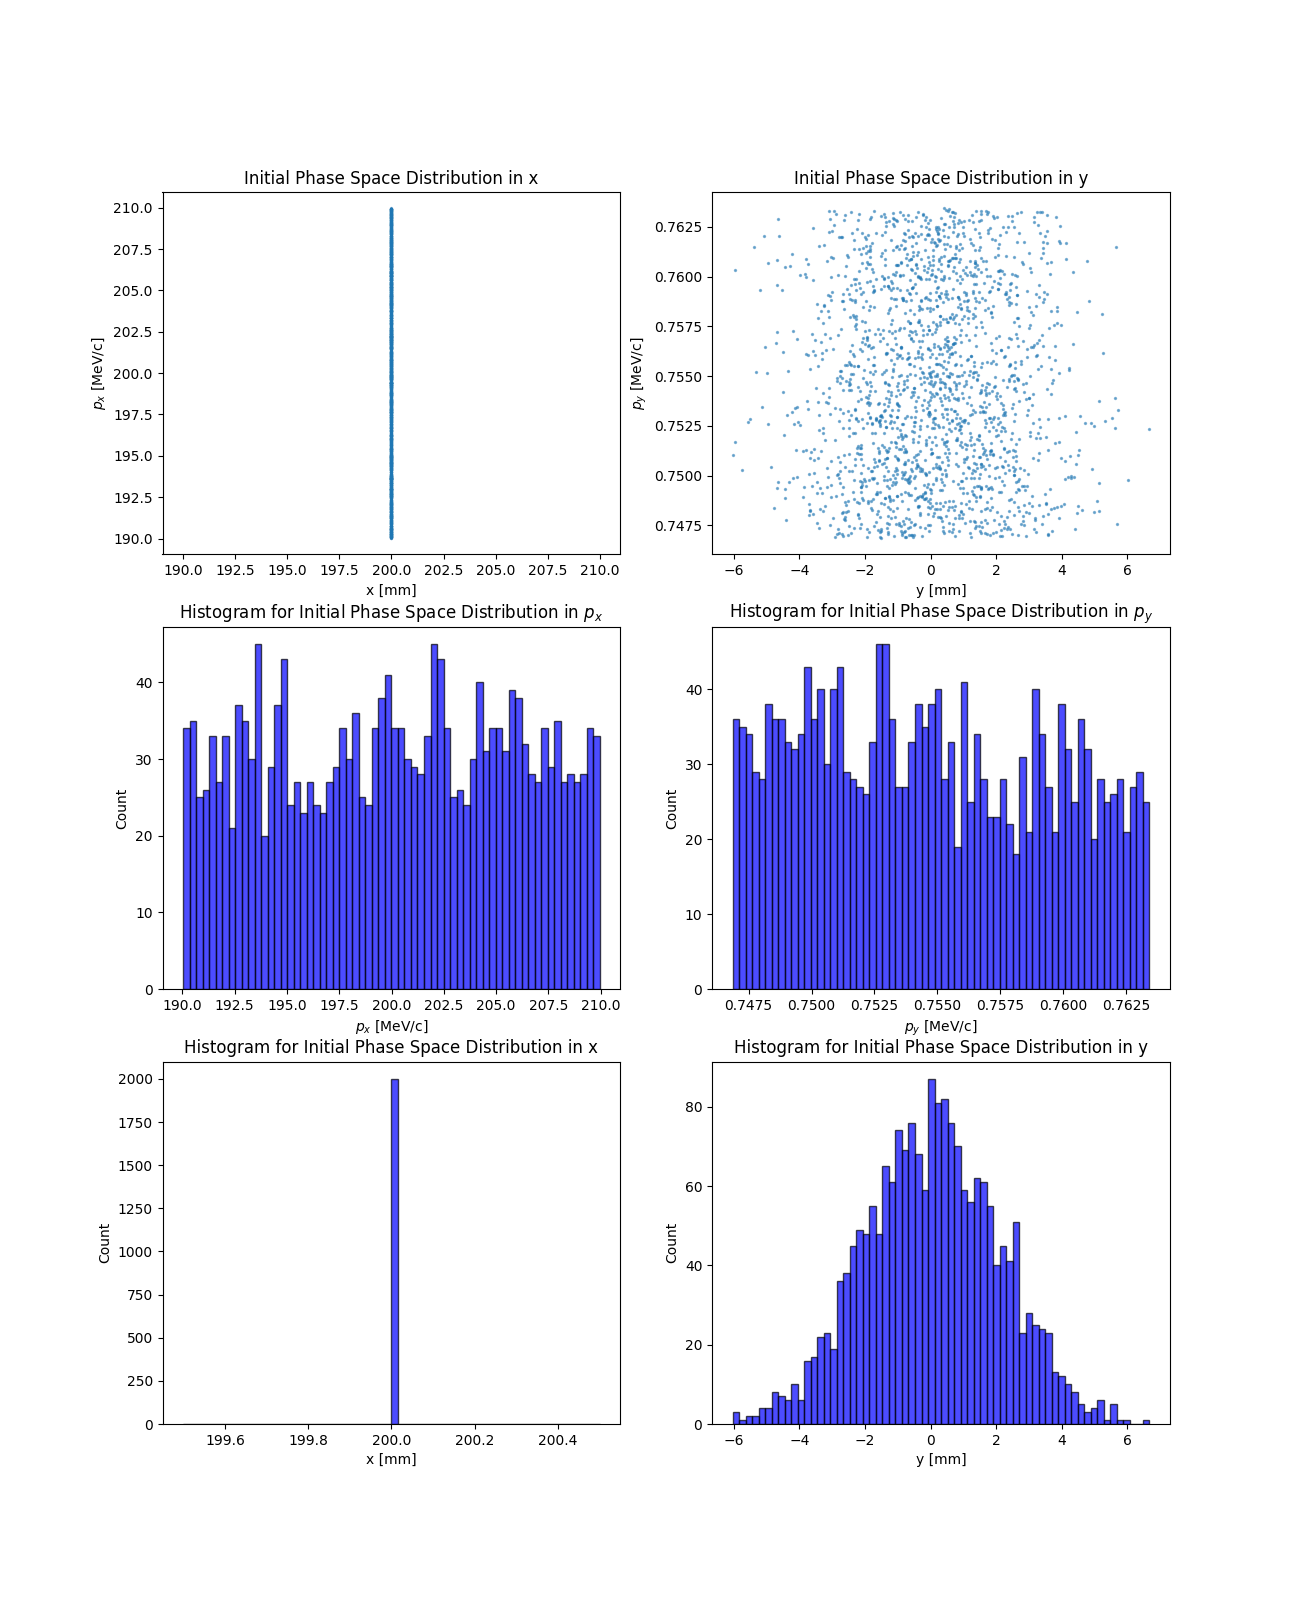 Initial Phase Space Distribution in x
210.0
207.5
205.0
202.5
200.0
197.5
195.0
192.5
190.0
pₓ [MeV/c]
190.0 192.5 195.0 197.5 200.0 202.5 205.0 207.5 210.0
x [mm]
Initial Phase Space Distribution in y
0.7625
0.7600
0.7575
0.7550
0.7525
0.7500
0.7475
p_y [MeV/c]
−6 −4 −2 0 2 4 6
y [mm]
Histogram for Initial Phase Space Distribution in pₓ
40
30
20
10
0
Count
190.0 192.5 195.0 197.5 200.0 202.5 205.0 207.5 210.0
pₓ [MeV/c]
Histogram for Initial Phase Space Distribution in p_y
40
30
20
10
0
Count
0.7475 0.7500 0.7525 0.7550 0.7575 0.7600 0.7625
p_y [MeV/c]
Histogram for Initial Phase Space Distribution in x
2000
1750
1500
1250
1000
750
500
250
0
Count
199.6 199.8 200.0 200.2 200.4
x [mm]
Histogram for Initial Phase Space Distribution in y
80
60
40
20
0
Count
−6 −4 −2 0 2 4 6
y [mm]